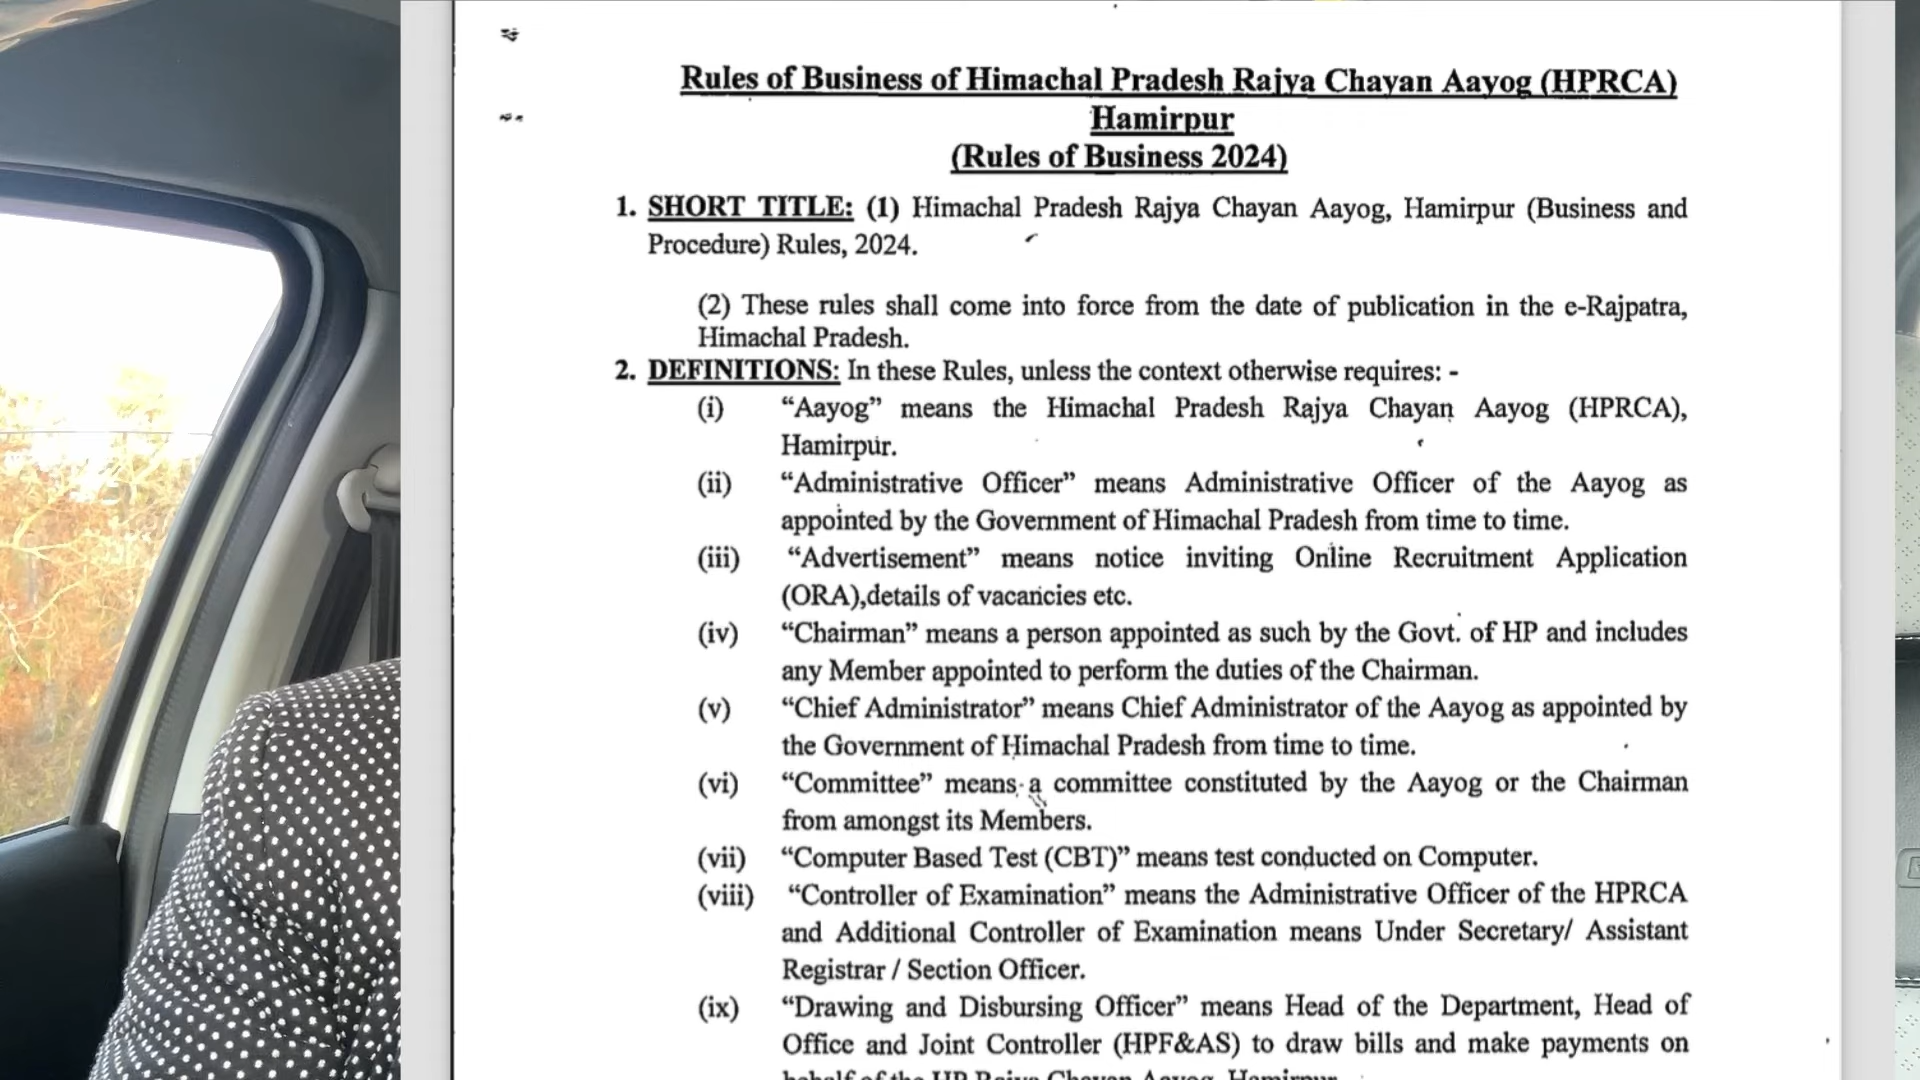 Rules of Business of Himachal Pradesh Rajya Chayan Aayog (HPRCA)
Hamirpur
(Rules of Business 2024)
1. SHORT TITLE: (1) Himachal Pradesh Rajya Chayan Aayog, Hamirpur (Business and
Procedure) Rules, 2024.
(2) These rules shall come into force from the date of publication in the e-Rajpatra,
Himachal Pradesh.
2. DEFINITIONS: In these Rules, unless the context otherwise requires: -
(i) “Aayog” means the Himachal Pradesh Rajya Chayan Aayog (HPRCA),
Hamirpur.
(ii) “Administrative Officer” means Administrative Officer of the Aayog as
appointed by the Government of Himachal Pradesh from time to time.
(iii) “Advertisement” means notice inviting Online Recruitment Application
(ORA),details of vacancies etc.
(iv) “Chairman” means a person appointed as such by the Govt. of HP and includes
any Member appointed to perform the duties of the Chairman.
(v) “Chief Administrator” means Chief Administrator of the Aayog as appointed by
the Government of Himachal Pradesh from time to time.
(vi) “Committee” means a committee constituted by the Aayog or the Chairman
from amongst its Members.
(vii) “Computer Based Test (CBT)” means test conducted on Computer.
(viii) “Controller of Examination” means the Administrative Officer of the HPRCA
and Additional Controller of Examination means Under Secretary/ Assistant
Registrar / Section Officer.
(ix) “Drawing and Disbursing Officer” means Head of the Department, Head of
Office and Joint Controller (HPF&AS) to draw bills and make payments on
behalf of the HP Rajya Chayan Aayog, Hamirpur.